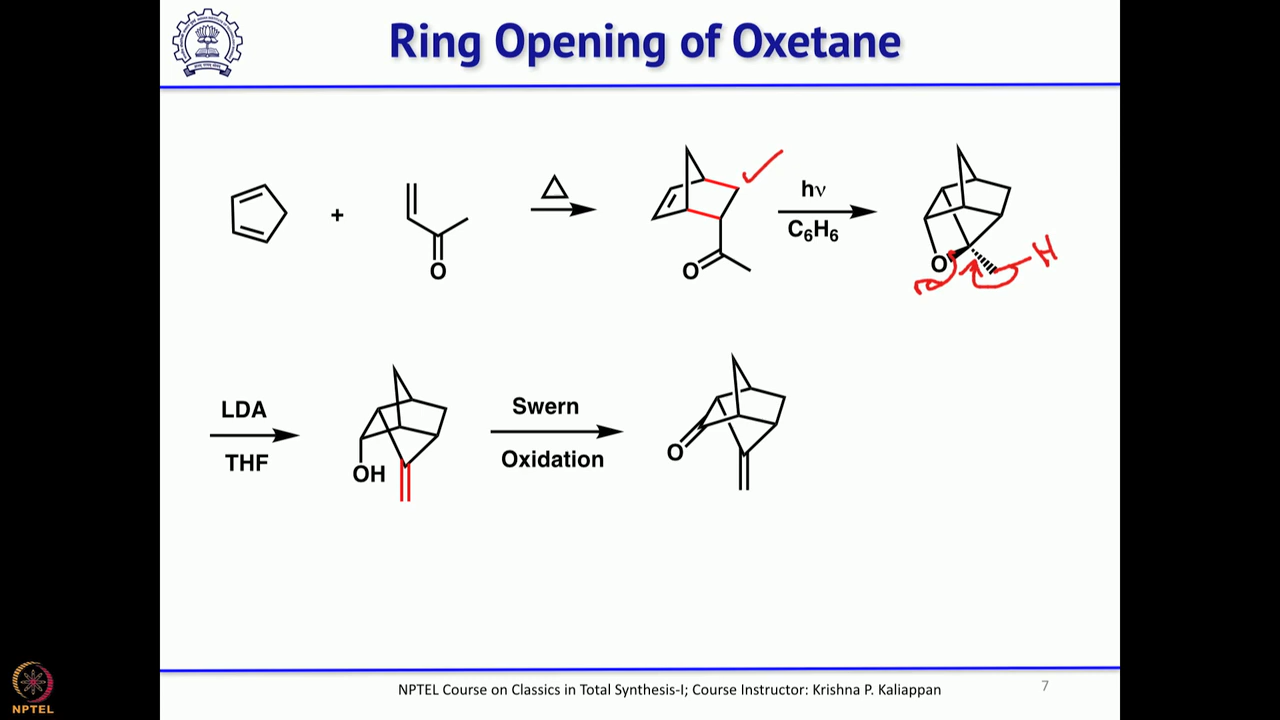 Ring Opening of Oxetane
+
O
Δ
O
hν
C6H6
O
H
LDA
THF
OH
Swern
Oxidation
O
NPTEL
NPTEL Course on Classics in Total Synthesis-I; Course Instructor: Krishna P. Kaliappan
7